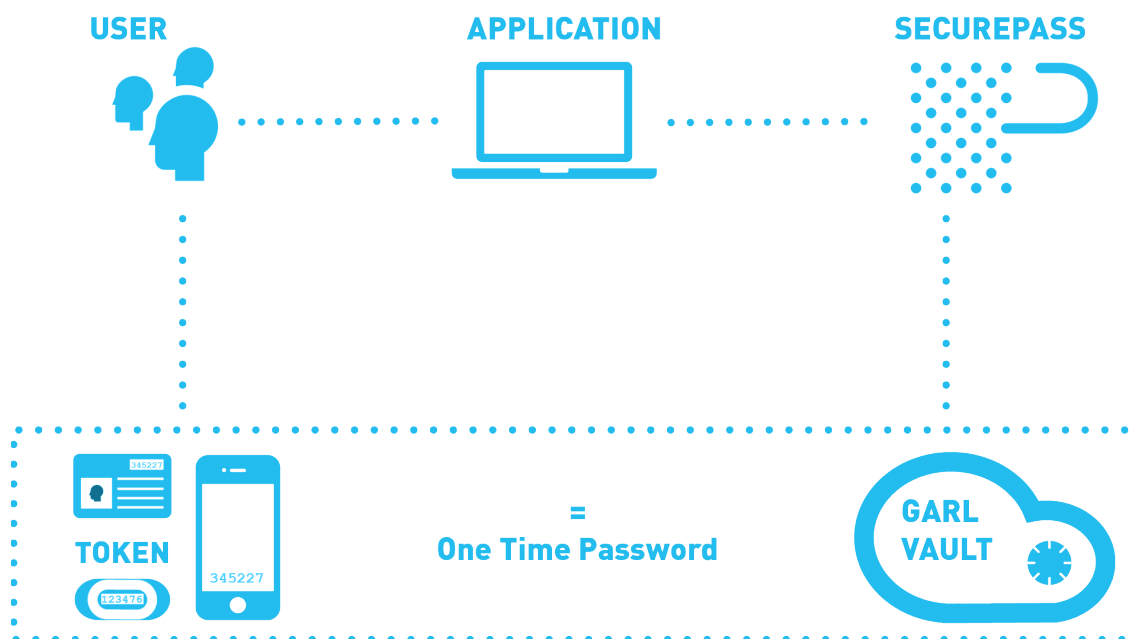 USER
APPLICATION
SECUREPASS
345227
TOKEN
123476
345227
=
One Time Password
GARL
VAULT